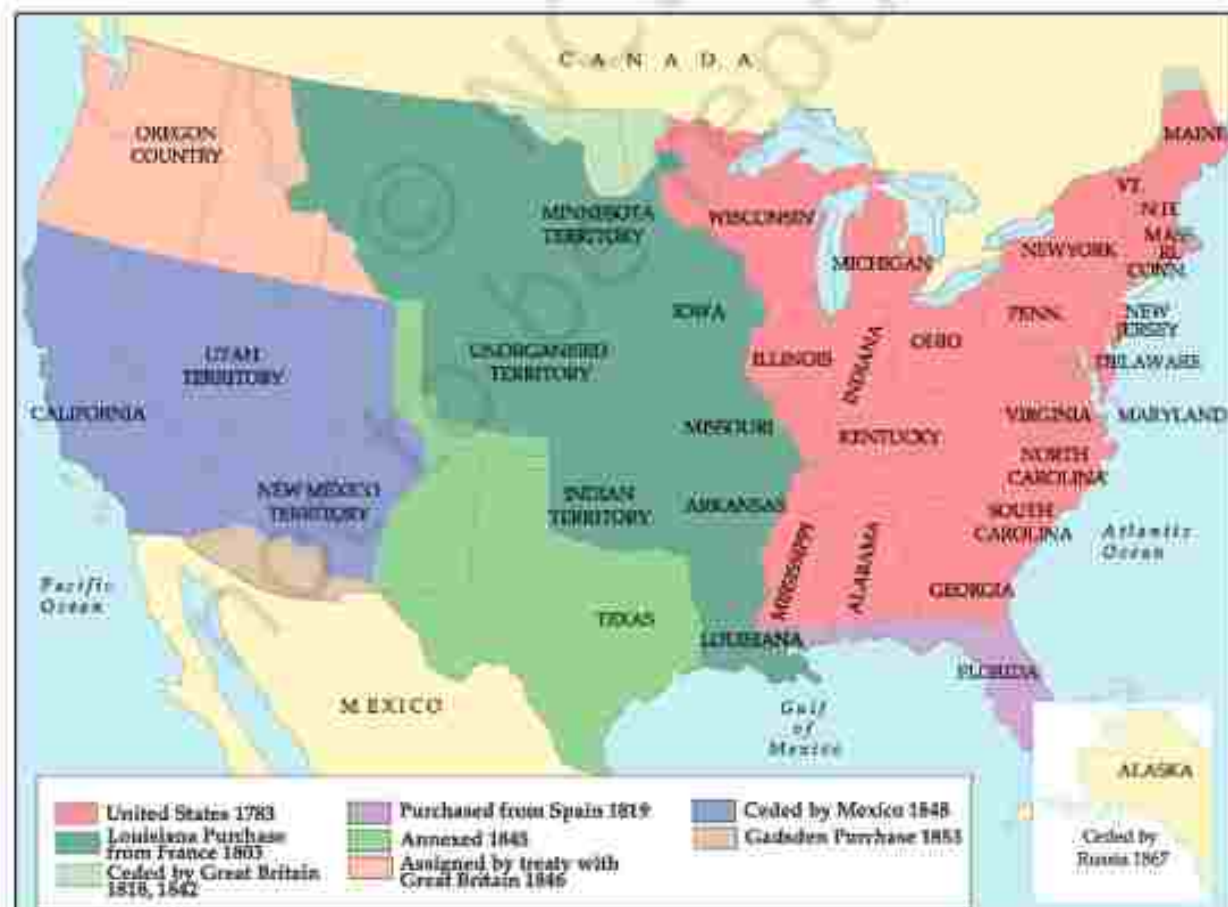 CANADA
OREGON
COUNTRY
MAINE
VT.
N.H.
MASS.
R.I.
CONN.
NEWYORK
MINNESOTA
TERRITORY
WISCONSIN
MICHIGAN
IOWA
PENN.
NEW
JERSEY
DELAWARE
MARYLAND
UTAH
TERRITORY
UNORGANISED
TERRITORY
ILLINOIS
INDIANA
OHIO
CALIFORNIA
MISSOURI
KENTUCKY
VIRGINIA
NORTH
CAROLINA
NEW MEXICO
TERRITORY
INDIAN
TERRITORY
ARKANSAS
SOUTH
CAROLINA
MISSISSIPPI
ALABAMA
GEORGIA
Atlantic
Ocean
Pacific
Ocean
TEXAS
LOUISIANA
FLORIDA
MEXICO
Gulf
of
Mexico
ALASKA
Ceded by
Russia 1867
United States 1783
Louisiana Purchase
from France 1803
Ceded by Great Britain
1818, 1842
Purchased from Spain 1819
Annexed 1845
Assigned by treaty with
Great Britain 1846
Ceded by Mexico 1848
Gadsden Purchase 1853